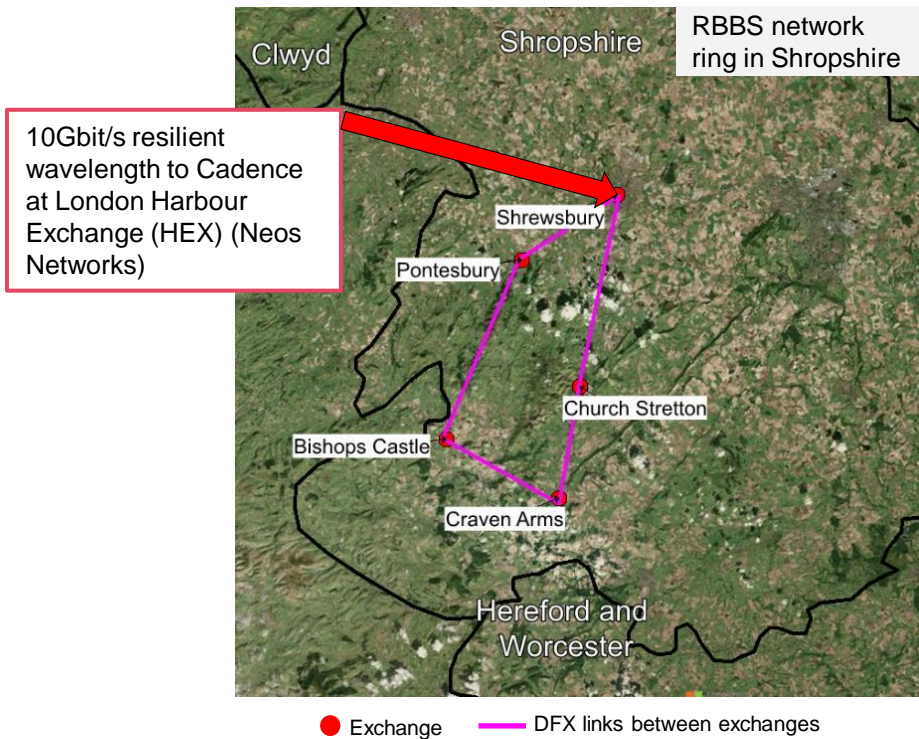 Clwyd
Shropshire
RBBS network
ring in Shropshire
10Gbit/s resilient
wavelength to Cadence
at London Harbour
Exchange (HEX) (Neos
Networks)
Shrewsbury
Pontesbury
Church Stretton
Bishops Castle
Craven Arms
Hereford and
Worcester
Exchange
DFX links between exchanges